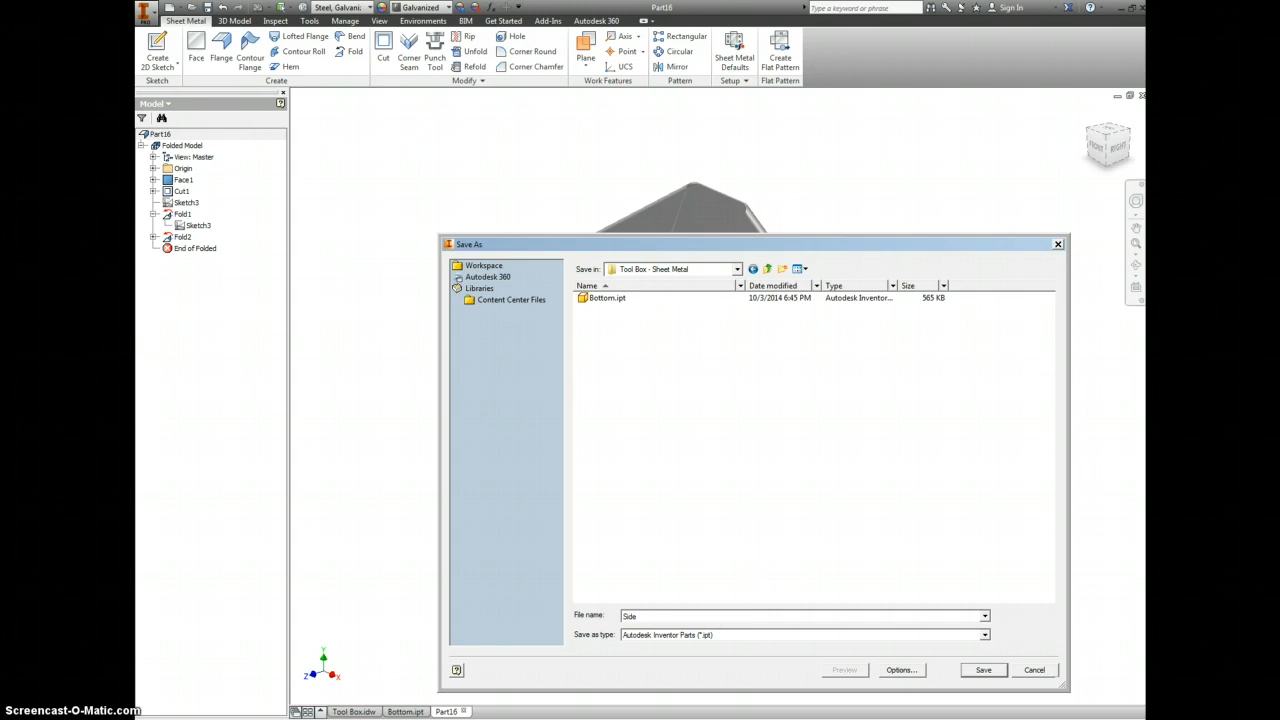 Steel, Galvani:
Galvanized
Part16
Type a keyword or phrase
Sign In
Sheet Metal 3D Model Inspect Tools Manage View Environments BIM Get Started Add-Ins Autodesk 360
Create
2D Sketch
Face
Flange
Contour
Flange
Lofted Flange
Contour Roll
Hem
Bend
Fold
Cut
Corner
Seam
Punch
Tool
Rip
Unfold
Refold
Hole
Corner Round
Corner Chamfer
Plane
Axis
Point
UCS
Rectangular
Circular
Mirror
Sheet Metal
Defaults
Create
Flat Pattern
Sketch Create Modify Work Features Pattern Setup Flat Pattern
PRO
Model
Part16
Folded Model
View: Master
Origin
Face1
Cut1
Sketch3
Fold1
Sketch3
Fold2
End of Folded
FRONT RIGHT
Save As
Workspace
Autodesk 360
Libraries
Content Center Files
Save in: Tool Box - Sheet Metal
Name Date modified Type Size
Bottom.ipt 10/3/2014 6:45 PM Autodesk Inventor... 565 KB
File name: Side
Save as type: Autodesk Inventor Parts (*.ipt)
Preview Options... Save Cancel
Y
Z X
Tool Box.idw Bottom.ipt Part16
Screencast-O-Matic.com